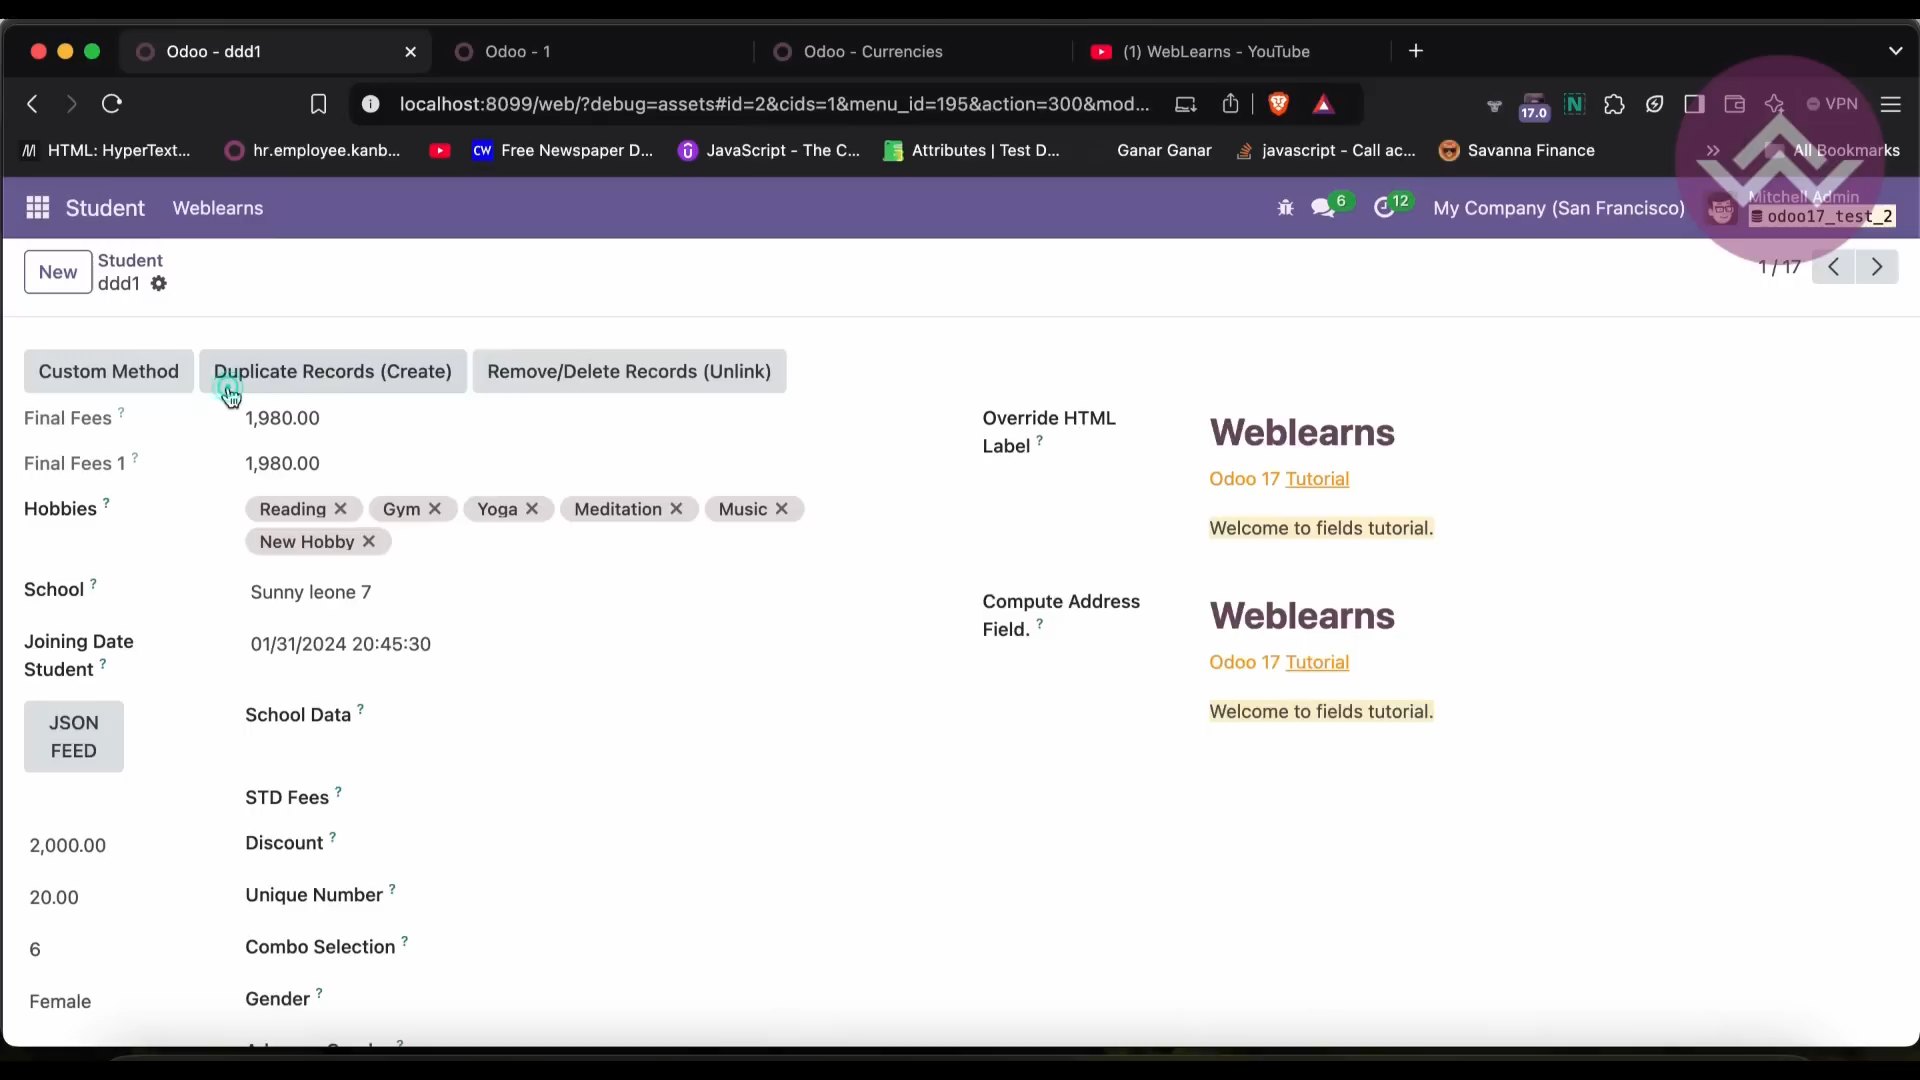 Odoo - ddd1
Odoo - 1
Odoo - Currencies
(1) WebLearns - YouTube
localhost:8099/web/?debug=assets#id=2&cids=1&menu_id=195&action=300&mod...
17.0
N
VPN
HTML: HyperText...
hr.employee.kanb...
CW Free Newspaper D...
JavaScript - The C...
Attributes | Test D...
Ganar Ganar
javascript - Call ac...
Savanna Finance
All Bookmarks
Student
Weblearns
6
12
My Company (San Francisco)
Mitchell Admin
odoo17_test_2
New
Student
ddd1
1 / 17
Custom Method
Duplicate Records (Create)
Remove/Delete Records (Unlink)
Final Fees ?
1,980.00
Final Fees 1 ?
1,980.00
Hobbies ?
Reading
Gym
Yoga
Meditation
Music
New Hobby
School ?
Sunny leone 7
Joining Date
Student ?
01/31/2024 20:45:30
JSON
FEED
School Data ?
STD Fees ?
2,000.00
Discount ?
20.00
Unique Number ?
6
Combo Selection ?
Female
Gender ?
Override HTML
Label ?
Weblearns
Odoo 17 Tutorial
Welcome to fields tutorial.
Compute Address
Field. ?
Weblearns
Odoo 17 Tutorial
Welcome to fields tutorial.